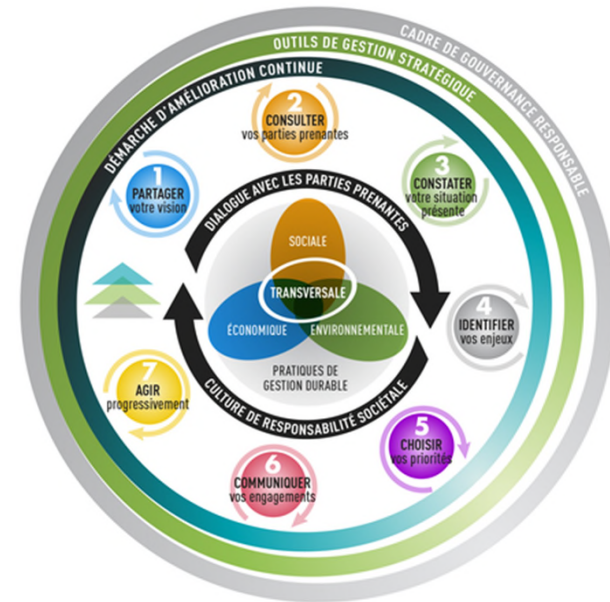 CADRE DE GOUVERNANCE RESPONSABLE
OUTILS DE GESTION STRATÉGIQUE
DÉMARCHE D'AMÉLIORATION CONTINUE
1
PARTAGER
votre vision
2
CONSULTER
vos parties prenantes
3
CONSTATER
votre situation
présente
4
IDENTIFIER
vos enjeux
5
CHOISIR
vos priorités
6
COMMUNIQUER
vos engagements
7
AGIR
progressivement
DIALOGUE AVEC LES PARTIES PRENANTES
SOCIALE
TRANSVERSALE
ÉCONOMIQUE
ENVIRONNEMENTALE
PRATIQUES DE
GESTION DURABLE
CULTURE DE RESPONSABILITÉ SOCIÉTALE